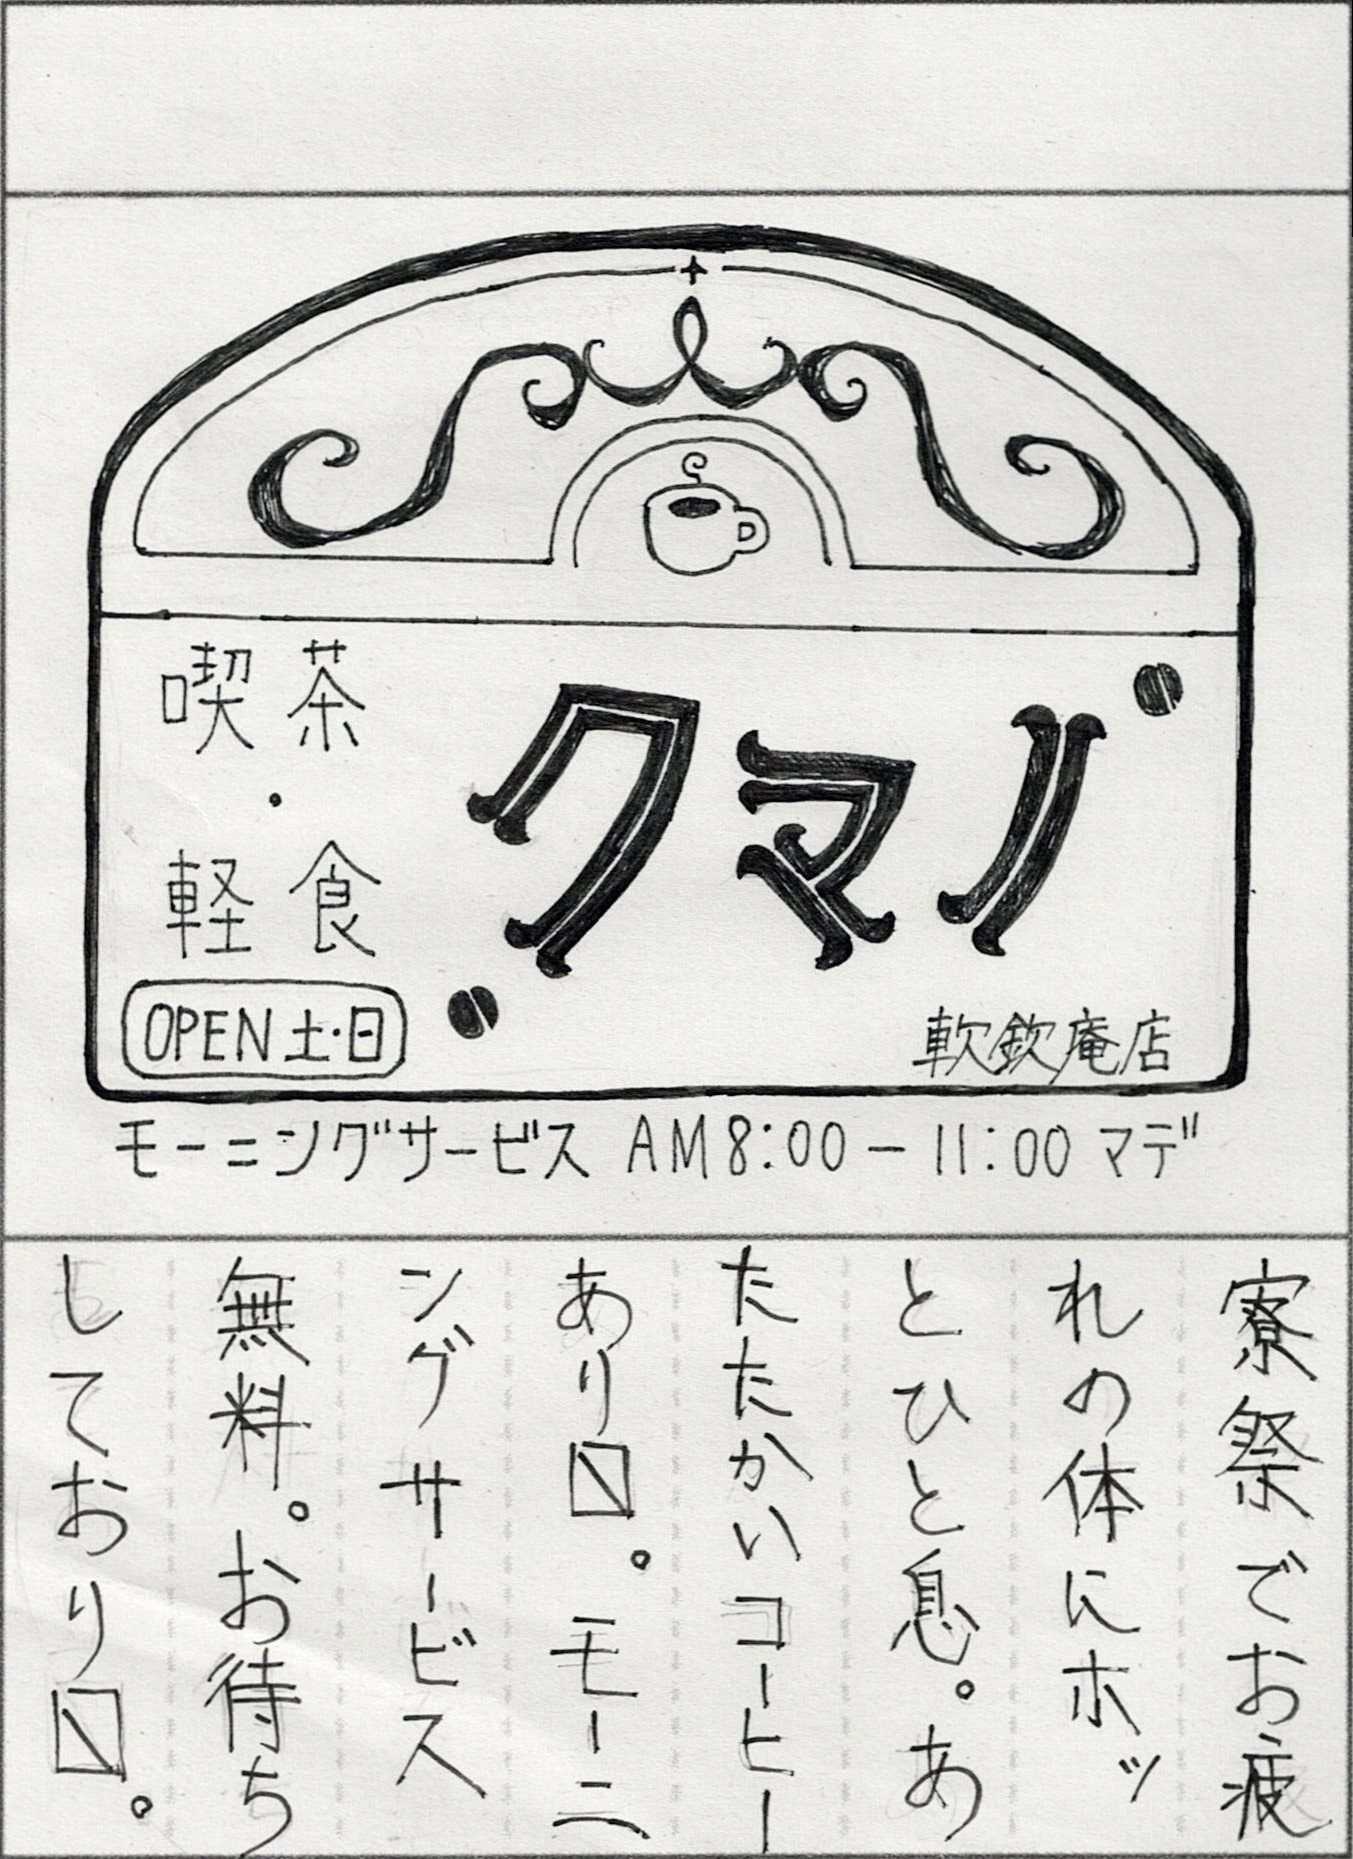 喫茶
・
軽食
クマノ
OPEN 土・日
軟欽庵店
モーニングサービス AM8:00-11:00マデ
寮祭でお疲
れの体にホッ
とひと息。あ
たたかいコーヒー
あり〼。モーニ
ングサービス
無料。お待ち
しており〼。